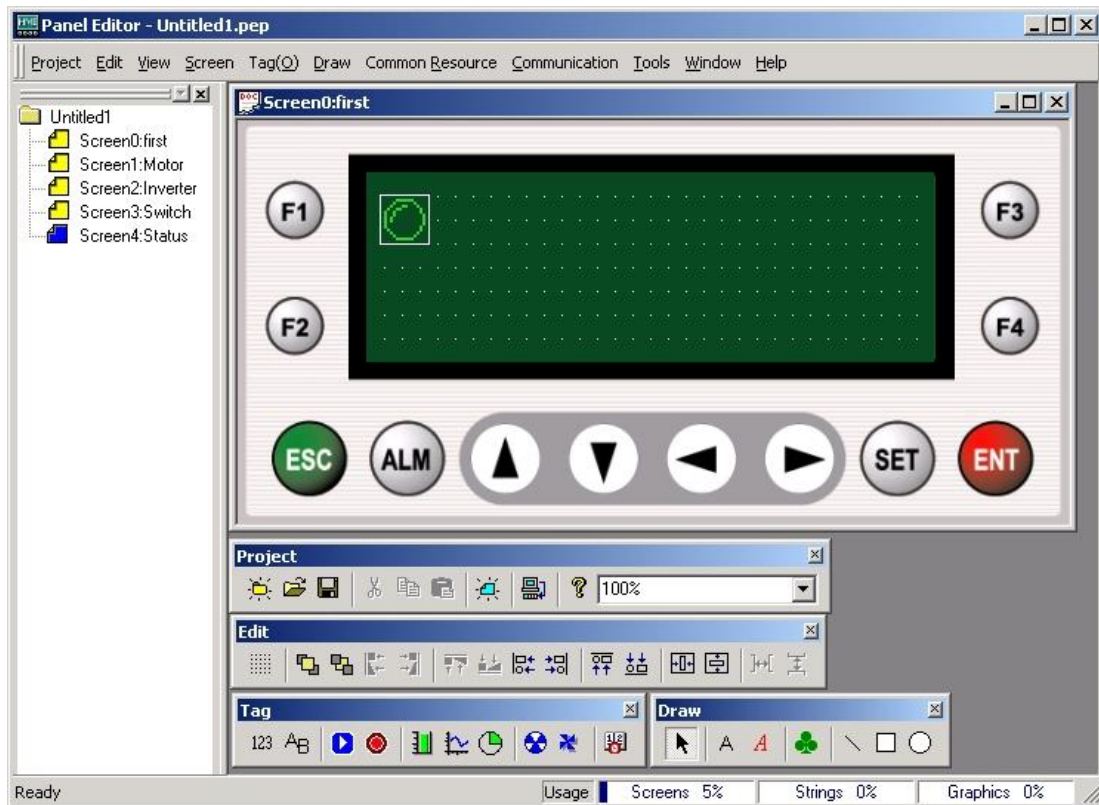 Panel Editor - Untitled1.pep
Project Edit View Screen Tag(O) Draw Common Resource Communication Tools Window Help
Untitled1
Screen0:first
Screen1:Motor
Screen2:Inverter
Screen3:Switch
Screen4:Status
Screen0:first
F1
F3
F2
F4
ESC ALM SET ENT
Project
100%
Edit
Tag
123 AB
Draw
A A
Ready Usage Screens 5% Strings 0% Graphics 0%